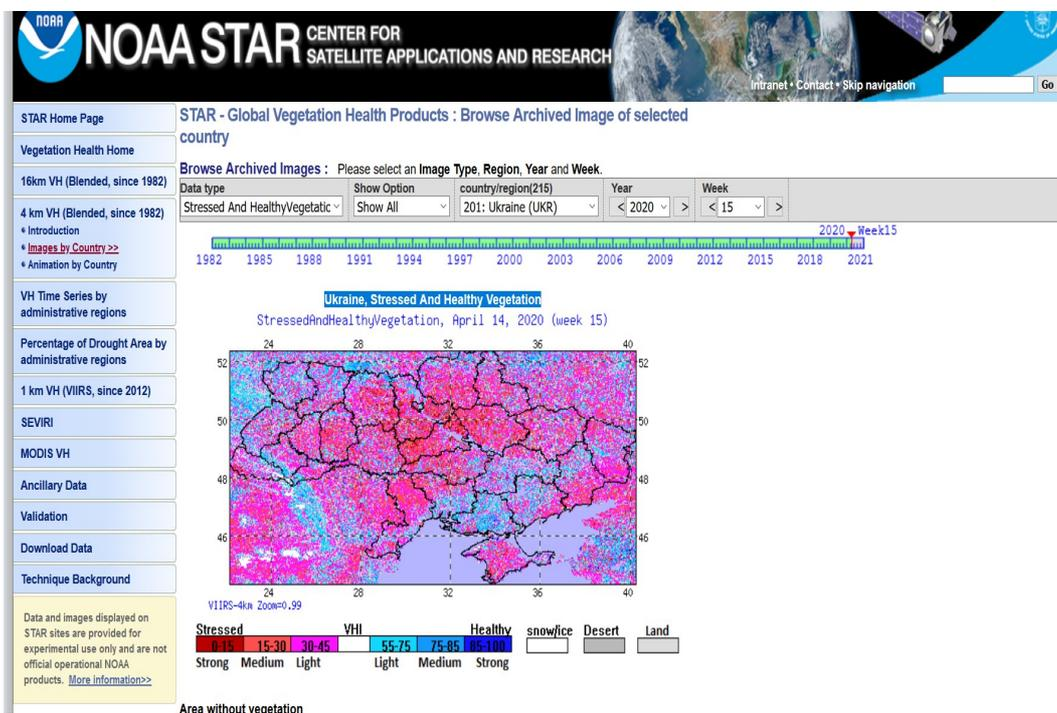 NOAA
NOAA STAR CENTER FOR
SATELLITE APPLICATIONS AND RESEARCH
Intranet • Contact • Skip navigation
Go
STAR Home Page
Vegetation Health Home
16km VH (Blended, since 1982)
4 km VH (Blended, since 1982)
Introduction
Images by Country >>
Animation by Country
VH Time Series by
administrative regions
Percentage of Drought Area by
administrative regions
1 km VH (VIIRS, since 2012)
SEVIRI
MODIS VH
Ancillary Data
Validation
Download Data
Technique Background
Data and images displayed on
STAR sites are provided for
experimental use only and are not
official operational NOAA
products. More information>>
STAR - Global Vegetation Health Products : Browse Archived Image of selected
country
Browse Archived Images : Please select an Image Type, Region, Year and Week.
Data type Show Option country/region(215) Year Week
Stressed And HealthyVegetatic Show All 201: Ukraine (UKR) < 2020 > < 15 >
2020 Week15
1982 1985 1988 1991 1994 1997 2000 2003 2006 2009 2012 2015 2018 2021
Ukraine, Stressed And Healthy Vegetation
StressedAndHealthyVegetation, April 14, 2020 (week 15)
24 28 32 36 40
52 52
50 50
48 48
46 46
24 28 32 36 40
VIIRS-4km Zoom=0.99
Stressed VHI Healthy snow/ice Desert Land
0-15 15-30 30-45 55-75 75-85 85-100
Strong Medium Light Light Medium Strong
Area without vegetation